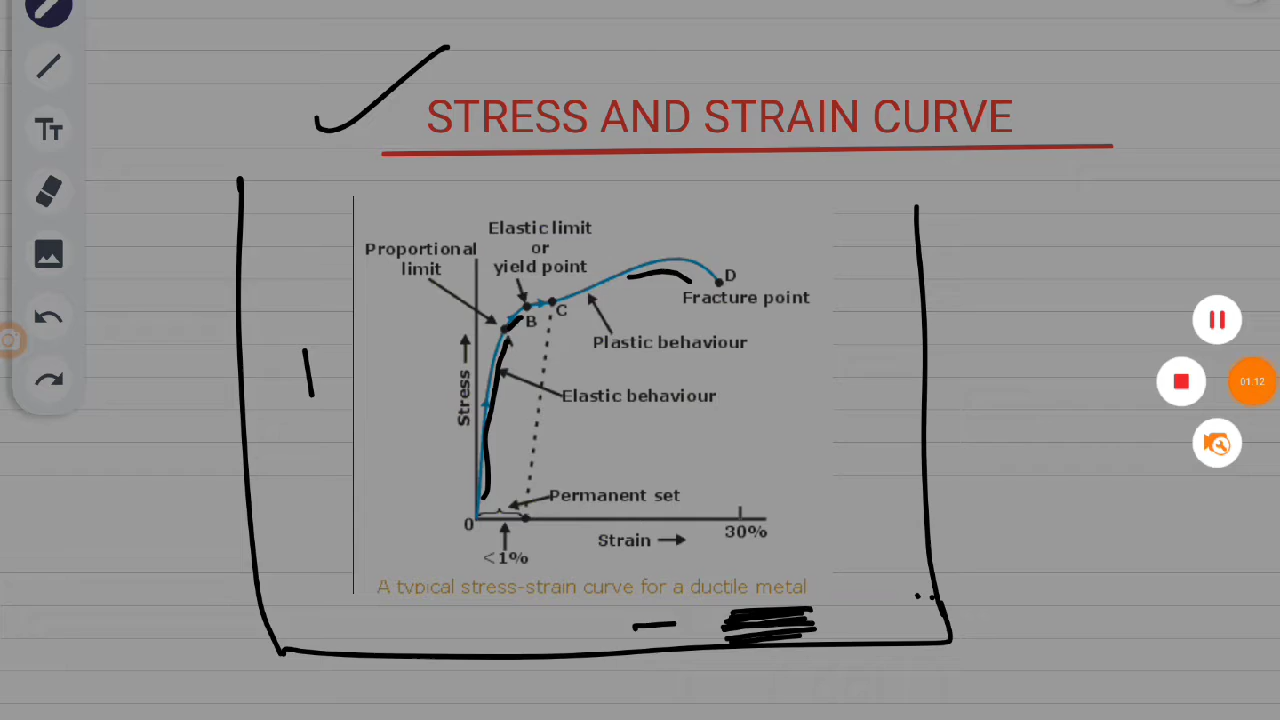 STRESS AND STRAIN CURVE
Elastic limit
or
yield point
Proportional
limit
D
Fracture point
B
C
Plastic behaviour
Stress
Elastic behaviour
Permanent set
0
Strain
30%
<1%
A typical stress-strain curve for a ductile metal
TT
01:12